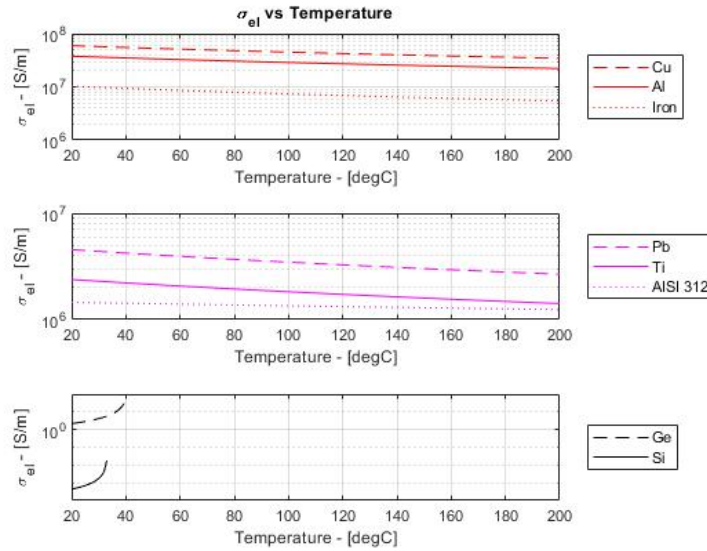 σel vs Temperature
10^8
10^7
10^6
σel - [S/m]
20 40 60 80 100 120 140 160 180 200
Temperature - [degC]
Cu
Al
Iron
10^7
10^6
σel - [S/m]
20 40 60 80 100 120 140 160 180 200
Temperature - [degC]
Pb
Ti
AISI 312
10^0
σel - [S/m]
20 40 60 80 100 120 140 160 180 200
Temperature - [degC]
Ge
Si